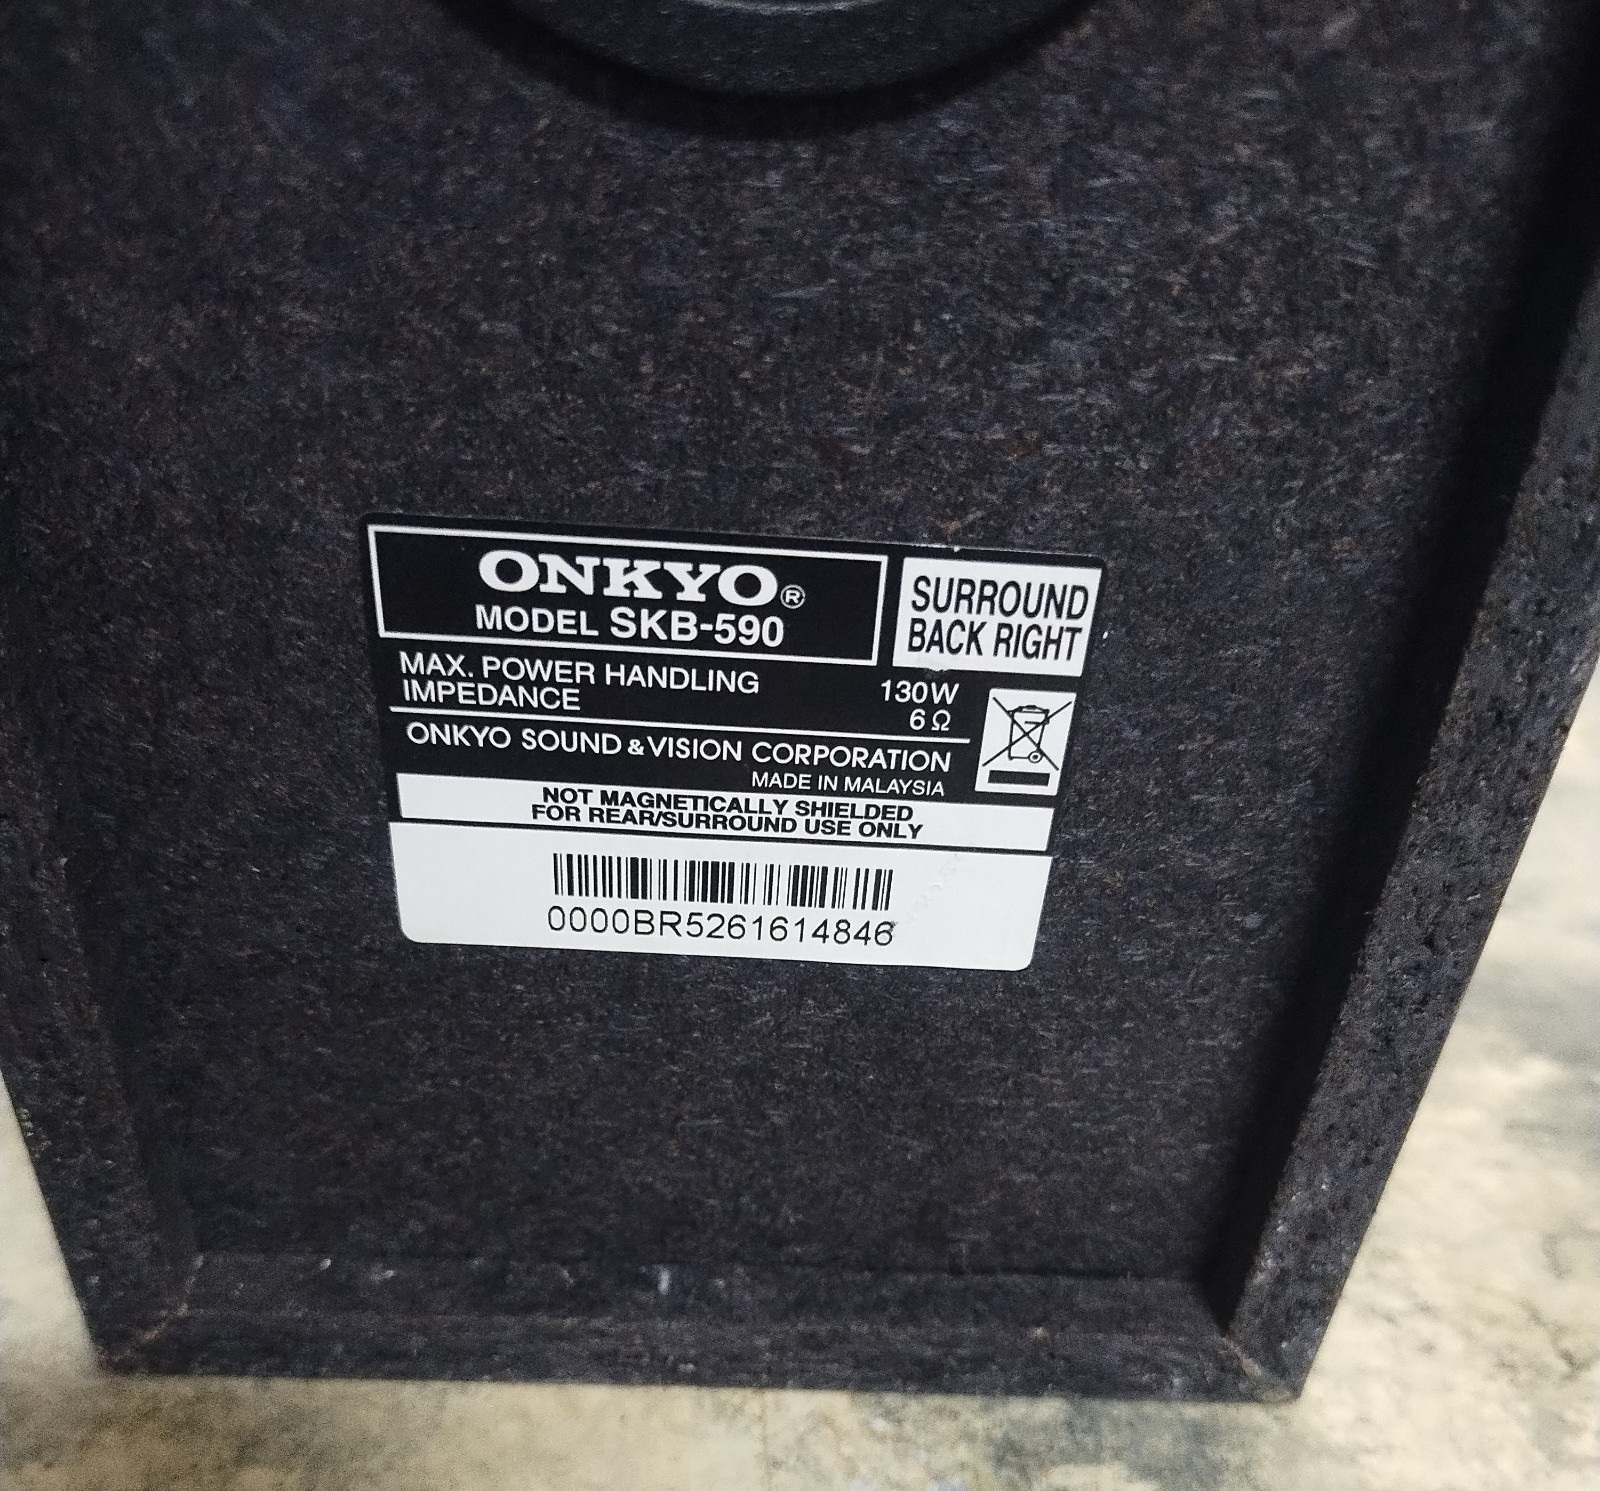 ONKYO®
MODEL SKB-590
SURROUND
BACK RIGHT
MAX. POWER HANDLING 130W
IMPEDANCE 6Ω
ONKYO SOUND & VISION CORPORATION
MADE IN MALAYSIA
NOT MAGNETICALLY SHIELDED
FOR REAR/SURROUND USE ONLY
0000BR5261614846